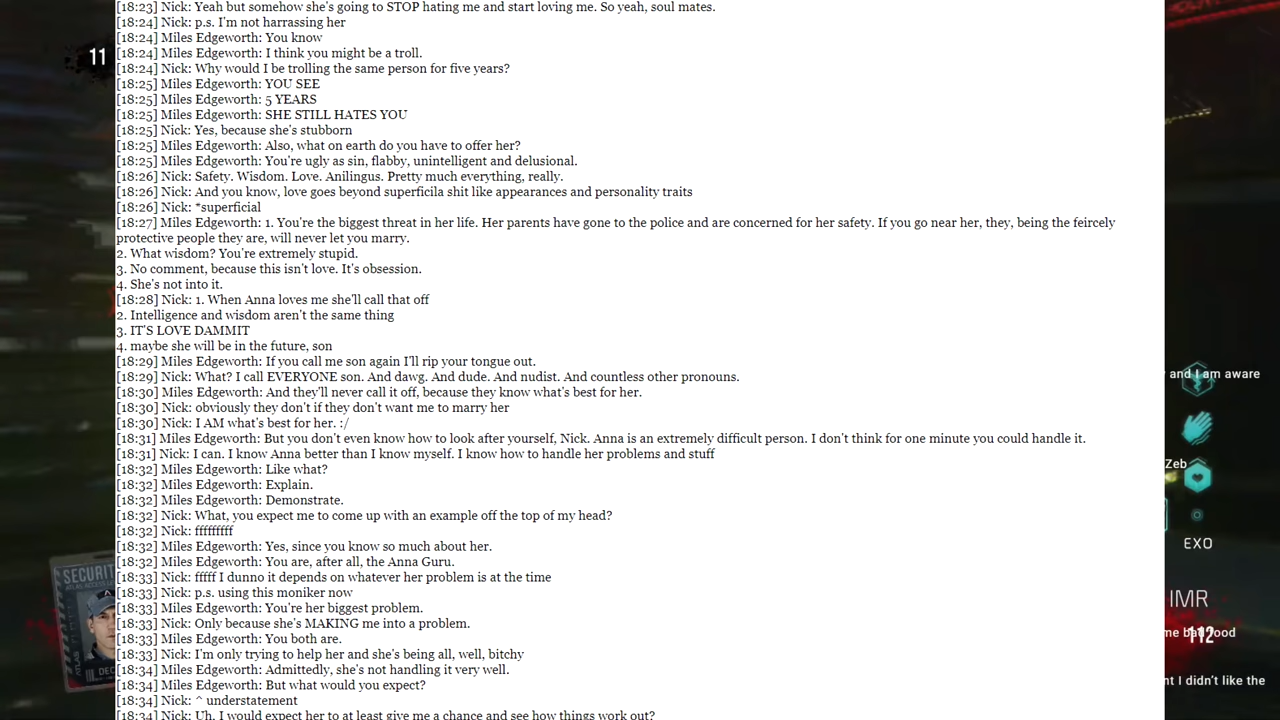 [18:23] Nick: Yeah but somehow she's going to STOP hating me and start loving me. So yeah, soul mates.
[18:24] Nick: p.s. I'm not harrassing her
[18:24] Miles Edgeworth: You know
[18:24] Miles Edgeworth: I think you might be a troll.
[18:24] Nick: Why would I be trolling the same person for five years?
[18:25] Miles Edgeworth: YOU SEE
[18:25] Miles Edgeworth: 5 YEARS
[18:25] Miles Edgeworth: SHE STILL HATES YOU
[18:25] Nick: Yes, because she's stubborn
[18:25] Miles Edgeworth: Also, what on earth do you have to offer her?
[18:25] Miles Edgeworth: You're ugly as sin, flabby, unintelligent and delusional.
[18:26] Nick: Safety. Wisdom. Love. Anilingus. Pretty much everything, really.
[18:26] Nick: And you know, love goes beyond superficila shit like appearances and personality traits
[18:26] Nick: *superficial
[18:27] Miles Edgeworth: 1. You're the biggest threat in her life. Her parents have gone to the police and are concerned for her safety. If you go near her, they, being the feircely
protective people they are, will never let you marry.
2. What wisdom? You're extremely stupid.
3. No comment, because this isn't love. It's obsession.
4. She's not into it.
[18:28] Nick: 1. When Anna loves me she'll call that off
2. Intelligence and wisdom aren't the same thing
3. IT'S LOVE DAMMIT
4. maybe she will be in the future, son
[18:29] Miles Edgeworth: If you call me son again I'll rip your tongue out.
[18:29] Nick: What? I call EVERYONE son. And dawg. And dude. And nudist. And countless other pronouns.
[18:30] Miles Edgeworth: And they'll never call it off, because they know what's best for her.
[18:30] Nick: obviously they don't if they don't want me to marry her
[18:30] Nick: I AM what's best for her. :/
[18:31] Miles Edgeworth: But you don't even know how to look after yourself, Nick. Anna is an extremely difficult person. I don't think for one minute you could handle it.
[18:31] Nick: I can. I know Anna better than I know myself. I know how to handle her problems and stuff
[18:32] Miles Edgeworth: Like what?
[18:32] Miles Edgeworth: Explain.
[18:32] Miles Edgeworth: Demonstrate.
[18:32] Nick: What, you expect me to come up with an example off the top of my head?
[18:32] Nick: fffffffff
[18:32] Miles Edgeworth: Yes, since you know so much about her.
[18:32] Miles Edgeworth: You are, after all, the Anna Guru.
[18:33] Nick: fffff I dunno it depends on whatever her problem is at the time
[18:33] Nick: p.s. using this moniker now
[18:33] Miles Edgeworth: You're her biggest problem.
[18:33] Nick: Only because she's MAKING me into a problem.
[18:33] Miles Edgeworth: You both are.
[18:33] Nick: I'm only trying to help her and she's being all, well, bitchy
[18:34] Miles Edgeworth: Admittedly, she's not handling it very well.
[18:34] Miles Edgeworth: But what would you expect?
[18:34] Nick: ^ understatement
[18:34] Nick: Uh, I would expect her to at least give me a chance and see how things work out?
11
SECURIT
ATLAS
DEC
and I am aware
Zeb
EXO
IMR
112
t I didn't like the